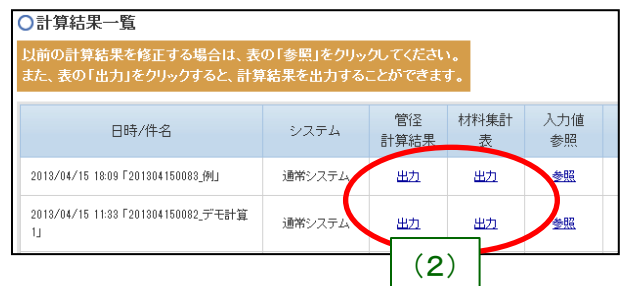 ○計算結果一覧
以前の計算結果を修正する場合は、表の「参照」をクリックしてください。
また、表の「出力」をクリックすると、計算結果を出力することができます。
日時/件名 システム 管径計算結果 材料集計表 入力値参照
2013/04/15 18:09「201304150083_例」 通常システム 出力 出力 参照
2013/04/15 11:33「201304150082_デモ計算1」 通常システム 出力 出力 参照
(2)